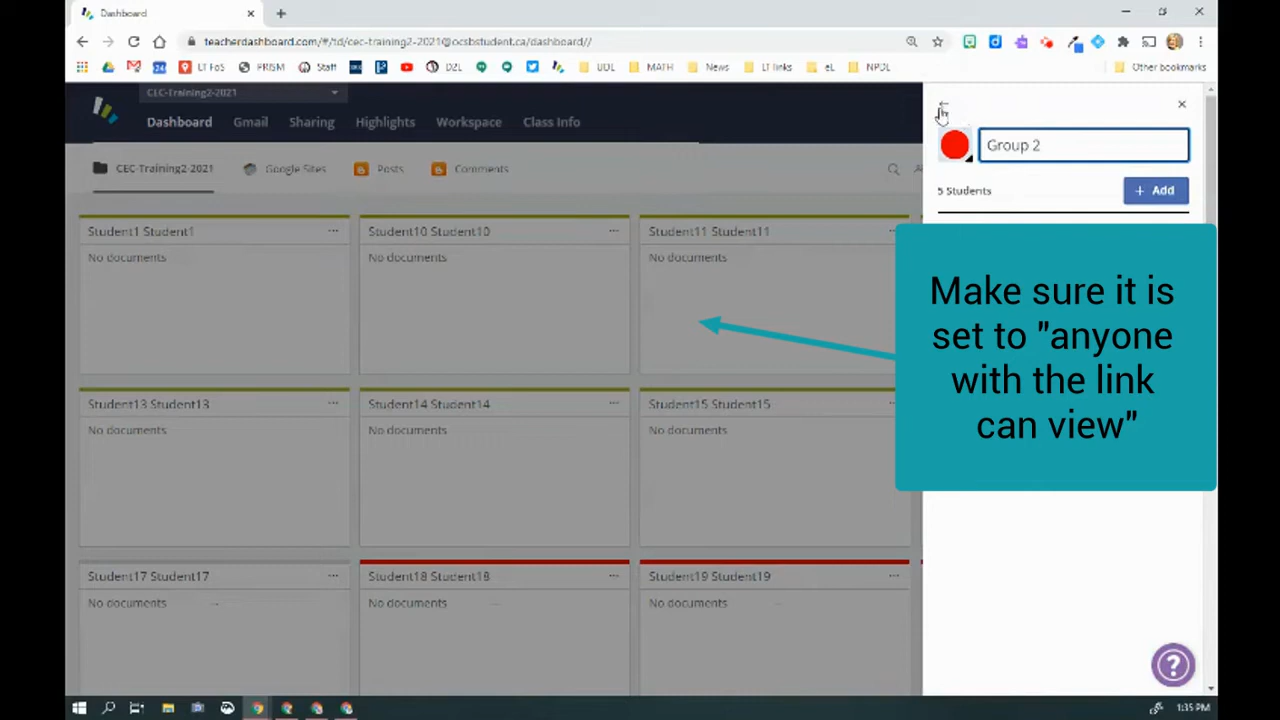 Dashboard
teacherdashboard.com/#/td/cec-training2-2021@ocsbstudent.ca/dashboard//
LT FoS PRISM Staff D2L UDL MATH News LT links eL NPDL Other bookmarks
CLC-Training2-2021
Dashboard Gmail Sharing Highlights Workspace Class Info
CEC-Training2-2021 Google Sites Posts Comments
Group 2
5 Students + Add
Student1 Student1 Student10 Student10 Student11 Student11
No documents No documents No documents
Make sure it is
set to "anyone
with the link
can view"
Student13 Student13 Student14 Student14 Student15 Student15
No documents No documents No documents
Student17 Student17 Student18 Student18 Student19 Student19
No documents No documents No documents
?
1:35 PM